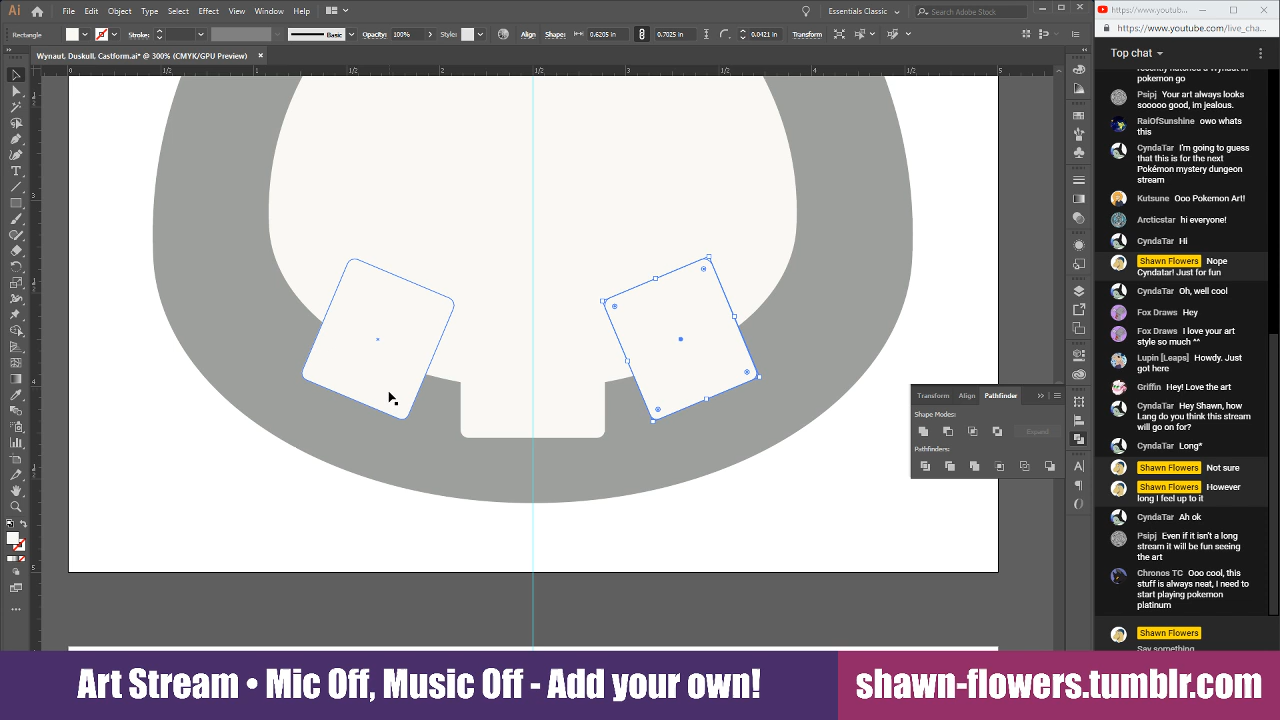 Ai File Edit Object Type Select Effect View Window Help
Essentials Classic Search Adobe Stock
https://www.youtub...
Rectangle Stroke: Basic Opacity: 100% Style: 0.6205 in 0.7025 in Align Shape: 0.0421 in Transform
https://www.youtube.com/live_cha...
Wynaut, Duskull, Castform.ai* @ 300% (CMYK/GPU Preview)
Top chat
recently hatched a Wynaut in
pokemon go
Psipj Your art always looks
sooooo good, im jealous.
RaiOfSunshine owo whats
this
CyndaTar I'm going to guess
that this is for the next
Pokémon mystery dungeon
stream
Kutsune Ooo Pokemon Art!
Arcticstar hi everyone!
CyndaTar Hi
Shawn Flowers Nope
Cyndatar! Just for fun
CyndaTar Oh, well cool
Fox Draws Hey
Fox Draws I love your art
style so much ^^
Lupin [Leaps] Howdy. Just
got here
Griffin Hey! Love the art
CyndaTar Hey Shawn, how
Lang do you think this stream
will go on for?
CyndaTar Long*
Shawn Flowers Not sure
Shawn Flowers However
long I feel up to it
CyndaTar Ah ok
Psipj Even if it isn't a long
stream it will be fun seeing
the art
Chronos TC Ooo cool, this
stuff is always neat, I need to
start playing pokemon
platinum
Shawn Flowers
Say something...
Transform Align Pathfinder
Shape Modes:
Expand
Pathfinders:
Art Stream • Mic Off, Music Off - Add your own!
shawn-flowers.tumblr.com